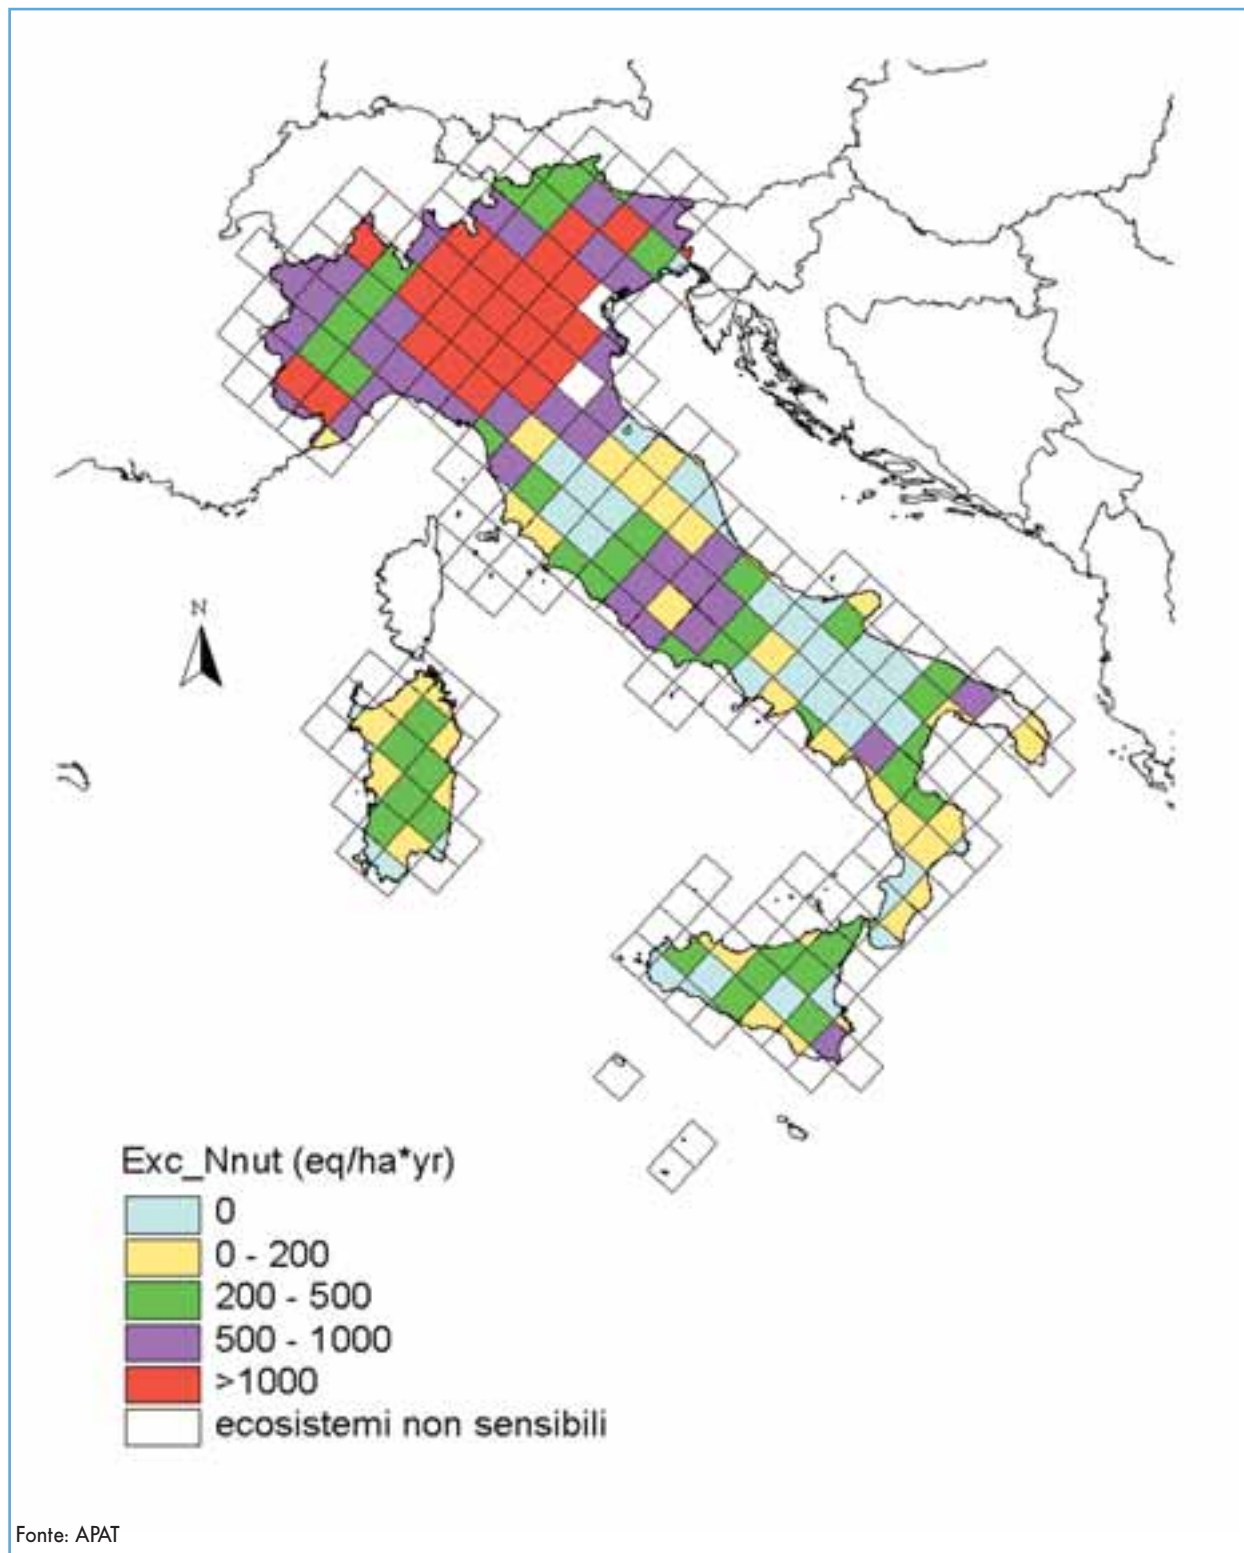 N
Exc_Nnut (eq/ha*yr)
0
0 - 200
200 - 500
500 - 1000
>1000
ecosistemi non sensibili
Fonte: APAT